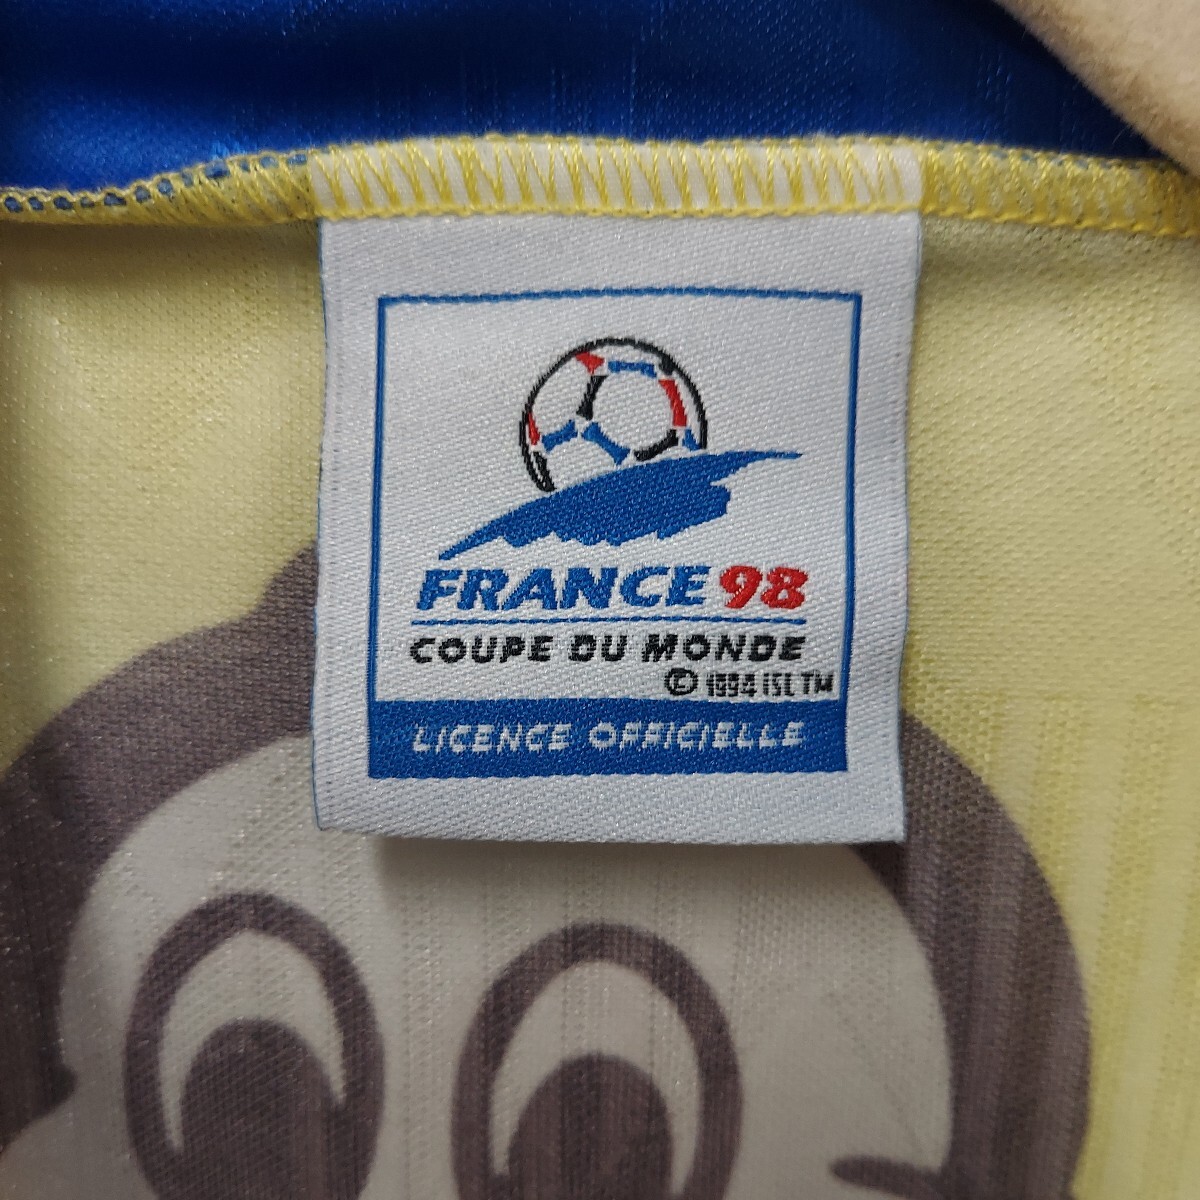 FRANCE 98
COUPE DU MONDE
© 1994 ISL TM
LICENCE OFFICIELLE